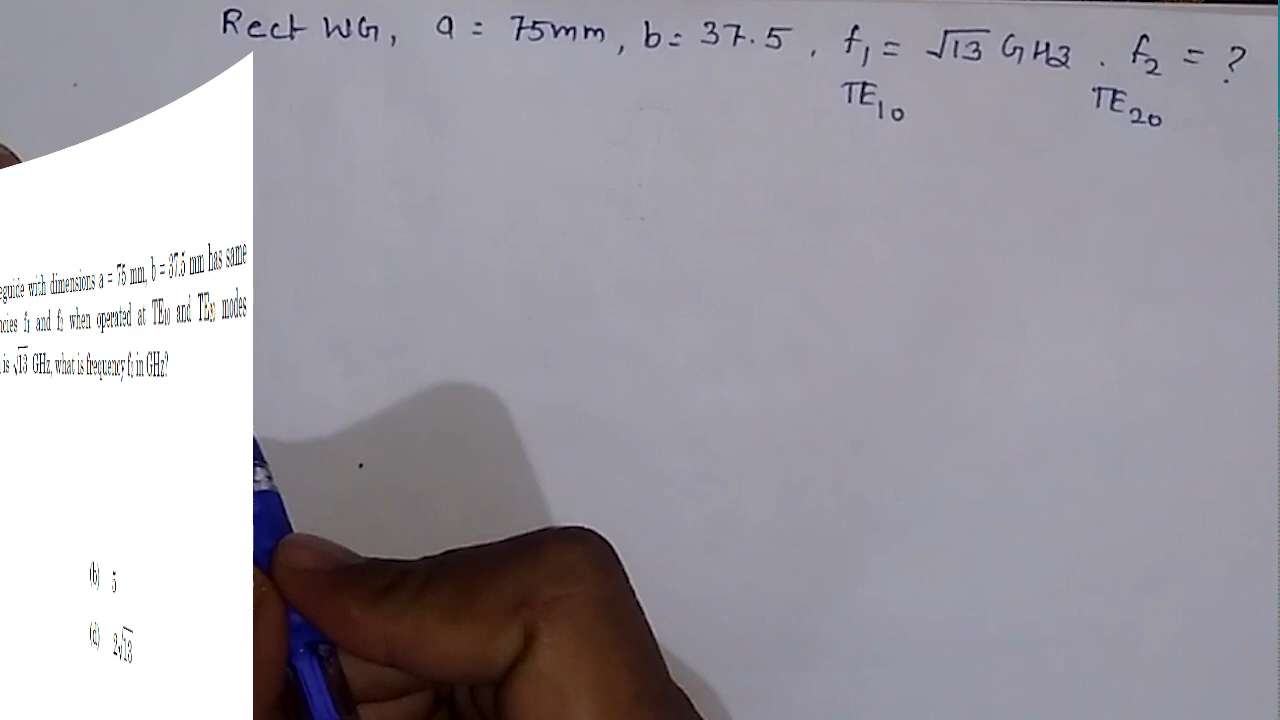 Rect WG, a = 75mm, b = 37.5, f₁ = √13 GHz. f₂ = ?
TE₁₀ TE₂₀
with dimensions a = 75 mm, b = 37.5 mm has same
f₁ and f₂ when operated at TE₁₀ and TE₂₀ modes
is √13 GHz, what is frequency f₂ in GHz?
(b) 5
(d) 2√13